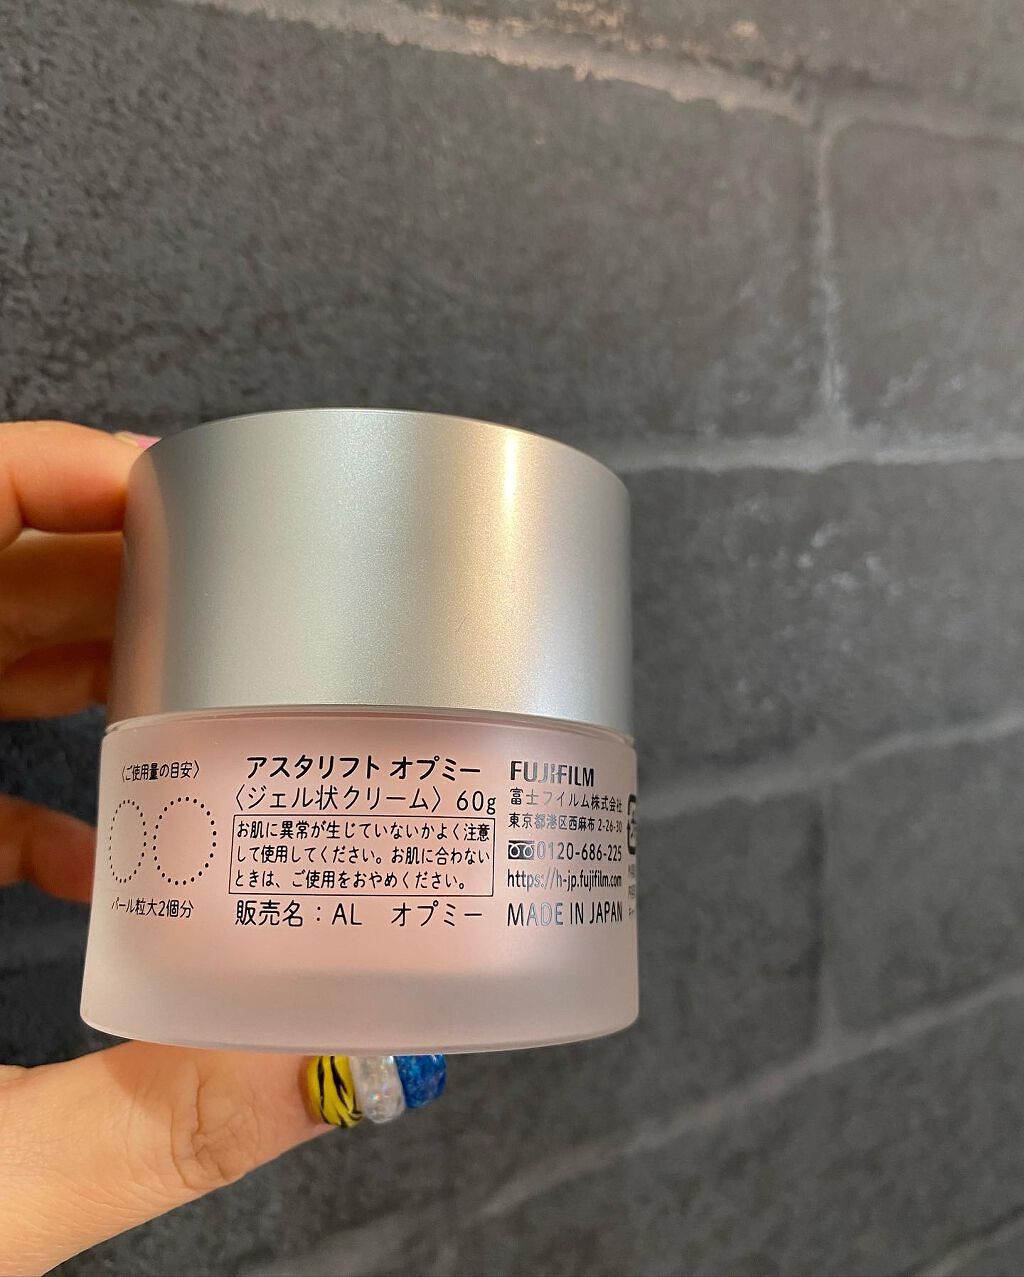 〈ご使用量の目安〉
パール粒大2個分
アスタリフト オプミー
〈ジェル状クリーム〉 60g
お肌に異常が生じていないかよく注意
して使用してください。お肌に合わない
ときは、ご使用をおやめください。
販売名：AL オプミー
FUJIFILM
富士フイルム株式会社
東京都港区西麻布 2-26-30
0120-686-225
https://h-jp.fujifilm.com
MADE IN JAPAN